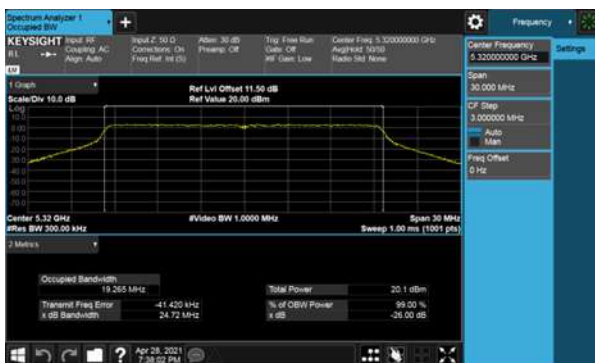 Spectrum Analyzer 1
Occupied BW
Frequency
KEYSIGHT
Input: RF
Coupling: AC
Align: Auto
Input Z: 50 Ω
Corrections: On
Freq Ref: Int (S)
Atten: 30 dB
Preamp: Off
Trig: Free Run
Gate: Off
#IF Gain: Low
Center Freq: 5.320000000 GHz
Avg|Hold: 50/50
Radio Std: None
Center Frequency
5.320000000 GHz
Settings
Span
30.000 MHz
CF Step
3.000000 MHz
Auto
Man
Freq Offset
0 Hz
1 Graph
Scale/Div 10.0 dB
Ref Lvl Offset 11.50 dB
Ref Value 20.00 dBm
Log
10.0
0.00
Center 5.32 GHz
#Res BW 300.00 kHz
#Video BW 1.0000 MHz
Span 30 MHz
Sweep 1.00 ms (1001 pts)
2 Metrics
Occupied Bandwidth
19.265 MHz
Total Power
20.1 dBm
Transmit Freq Error
-41.420 kHz
% of OBW Power
99.00 %
x dB Bandwidth
24.72 MHz
x dB
-26.00 dB
?
Apr 28, 2021
7:38:02 PM